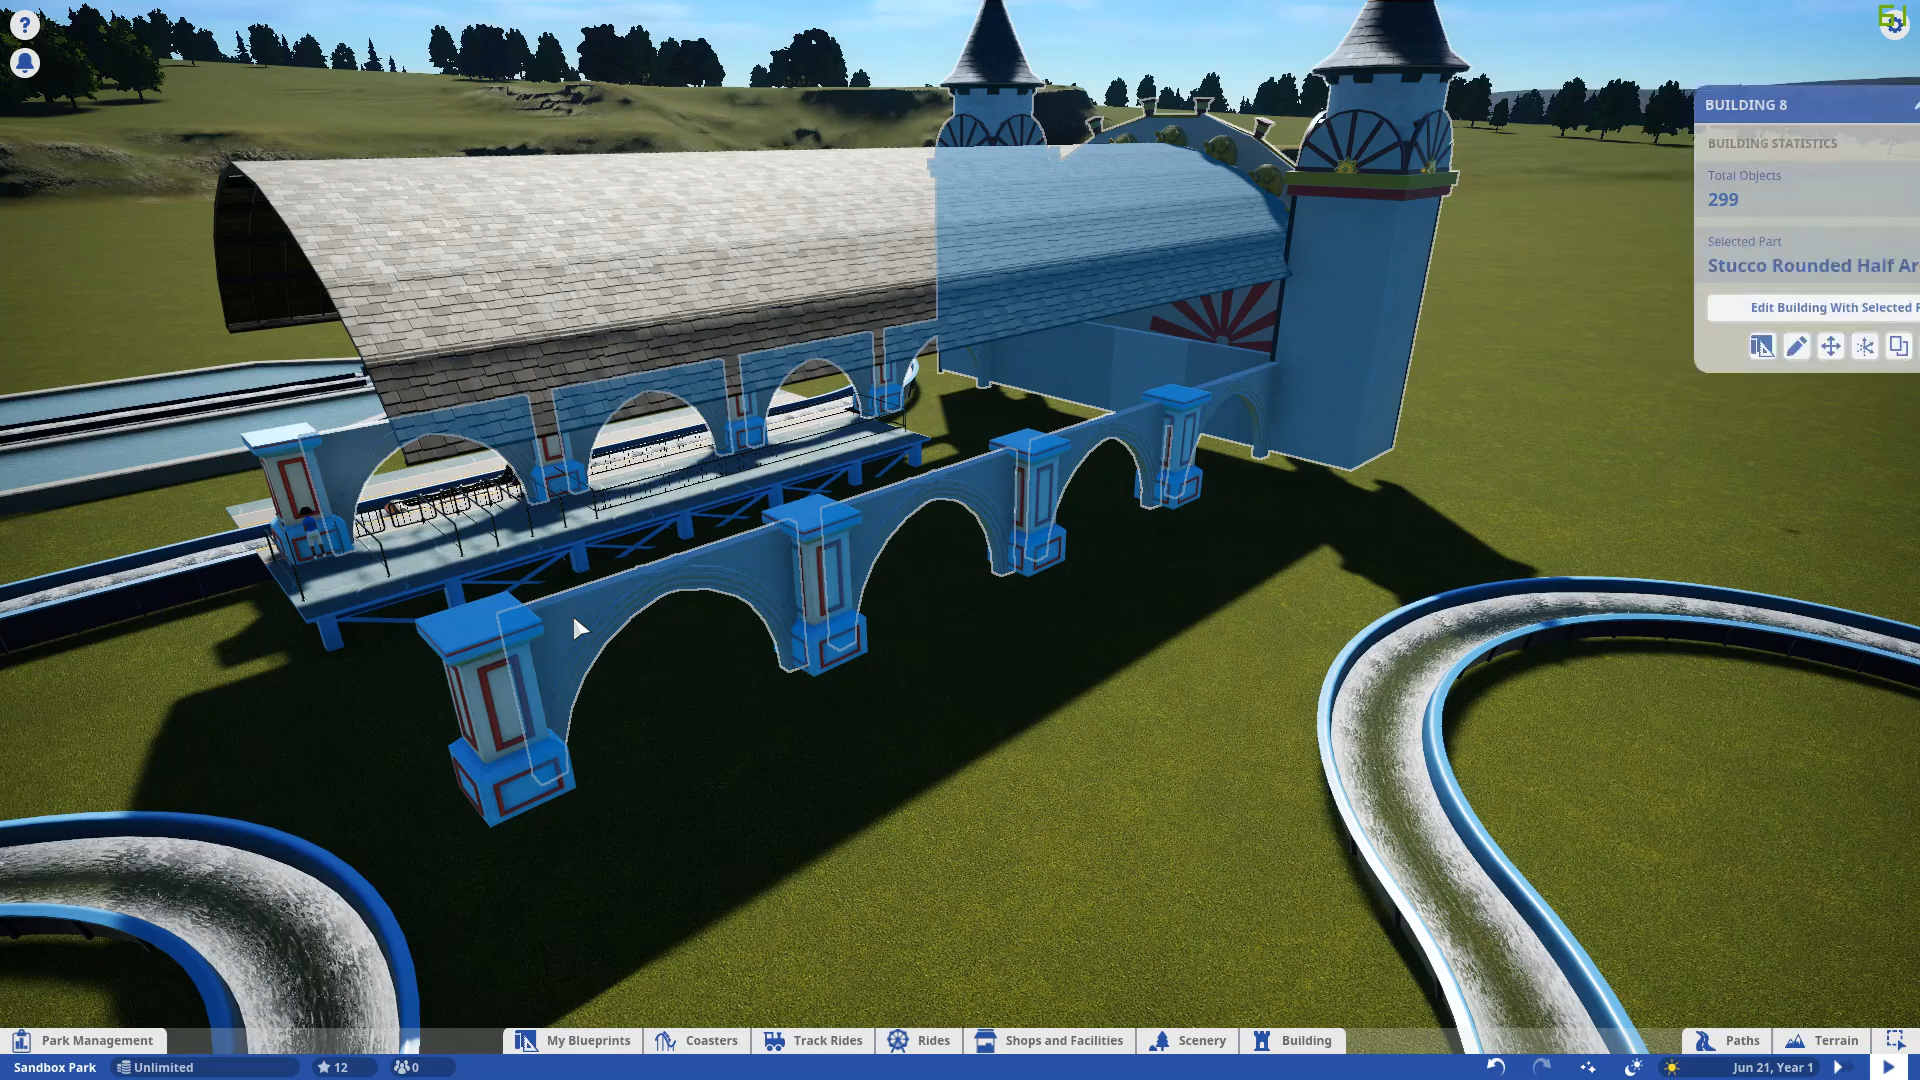 ?
61
BUILDING 8
BUILDING STATISTICS
Total Objects
299
Selected Part
Stucco Rounded Half Ar
Edit Building With Selected
Park Management
My Blueprints
Coasters
Track Rides
Rides
Shops and Facilities
Scenery
Building
Paths
Terrain
Sandbox Park
Unlimited
12
0
Jun 21, Year 1